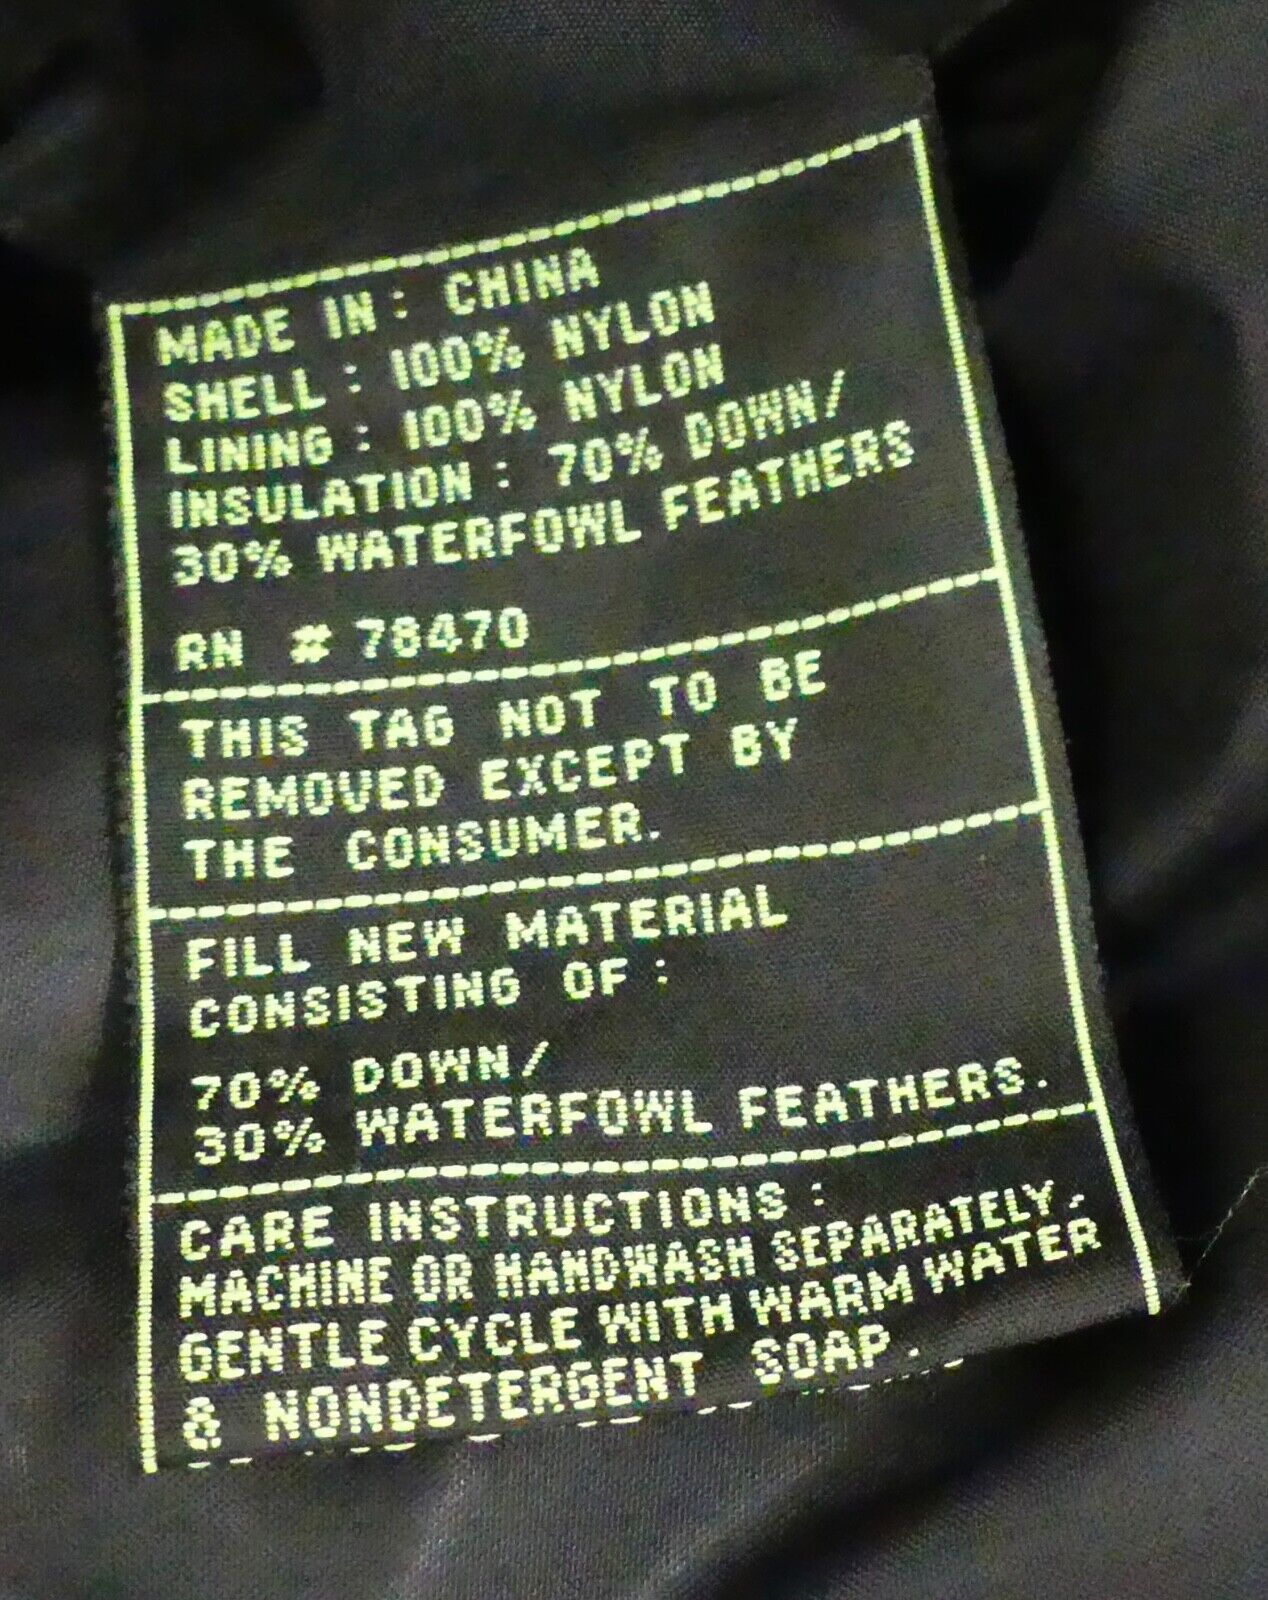 MADE IN: CHINA
SHELL: 100% NYLON
LINING: 100% NYLON
INSULATION: 70% DOWN/
30% WATERFOWL FEATHERS
RN # 78470
THIS TAG NOT TO BE
REMOVED EXCEPT BY
THE CONSUMER.
FILL NEW MATERIAL
CONSISTING OF:
70% DOWN/
30% WATERFOWL FEATHERS.
CARE INSTRUCTIONS:
MACHINE OR HANDWASH SEPARATELY,
GENTLE CYCLE WITH WARM WATER
& NONDETERGENT SOAP.